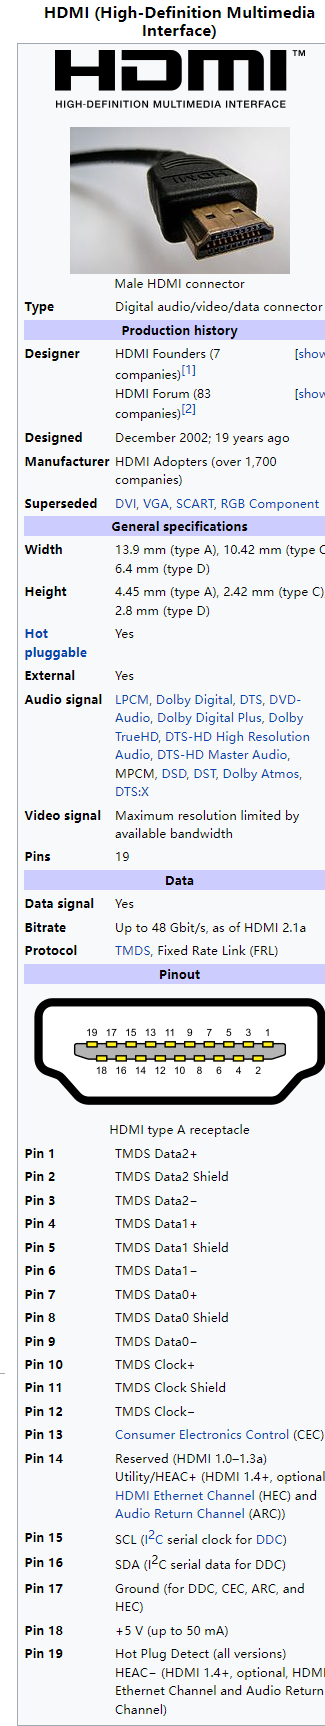 HDMI (High-Definition Multimedia
Interface)
HDMI™
HIGH-DEFINITION MULTIMEDIA INTERFACE
HDMI
Male HDMI connector
Type Digital audio/video/data connector
Production history
Designer HDMI Founders (7 [show
companies)[1]
HDMI Forum (83 [show
companies)[2]
Designed December 2002; 19 years ago
Manufacturer HDMI Adopters (over 1,700
companies)
Superseded DVI, VGA, SCART, RGB Component
General specifications
Width 13.9 mm (type A), 10.42 mm (type C
6.4 mm (type D)
Height 4.45 mm (type A), 2.42 mm (type C)
2.8 mm (type D)
Hot Yes
pluggable
External Yes
Audio signal LPCM, Dolby Digital, DTS, DVD-
Audio, Dolby Digital Plus, Dolby
TrueHD, DTS-HD High Resolution
Audio, DTS-HD Master Audio,
MPCM, DSD, DST, Dolby Atmos,
DTS:X
Video signal Maximum resolution limited by
available bandwidth
Pins 19
Data
Data signal Yes
Bitrate Up to 48 Gbit/s, as of HDMI 2.1a
Protocol TMDS, Fixed Rate Link (FRL)
Pinout
19 17 15 13 11 9 7 5 3 1
18 16 14 12 10 8 6 4 2
HDMI type A receptacle
Pin 1 TMDS Data2+
Pin 2 TMDS Data2 Shield
Pin 3 TMDS Data2−
Pin 4 TMDS Data1+
Pin 5 TMDS Data1 Shield
Pin 6 TMDS Data1−
Pin 7 TMDS Data0+
Pin 8 TMDS Data0 Shield
Pin 9 TMDS Data0−
Pin 10 TMDS Clock+
Pin 11 TMDS Clock Shield
Pin 12 TMDS Clock−
Pin 13 Consumer Electronics Control (CEC)
Pin 14 Reserved (HDMI 1.0–1.3a)
Utility/HEAC+ (HDMI 1.4+, optional
HDMI Ethernet Channel (HEC) and
Audio Return Channel (ARC))
Pin 15 SCL (I²C serial clock for DDC)
Pin 16 SDA (I²C serial data for DDC)
Pin 17 Ground (for DDC, CEC, ARC, and
HEC)
Pin 18 +5 V (up to 50 mA)
Pin 19 Hot Plug Detect (all versions)
HEAC− (HDMI 1.4+, optional, HDMI
Ethernet Channel and Audio Return
Channel)